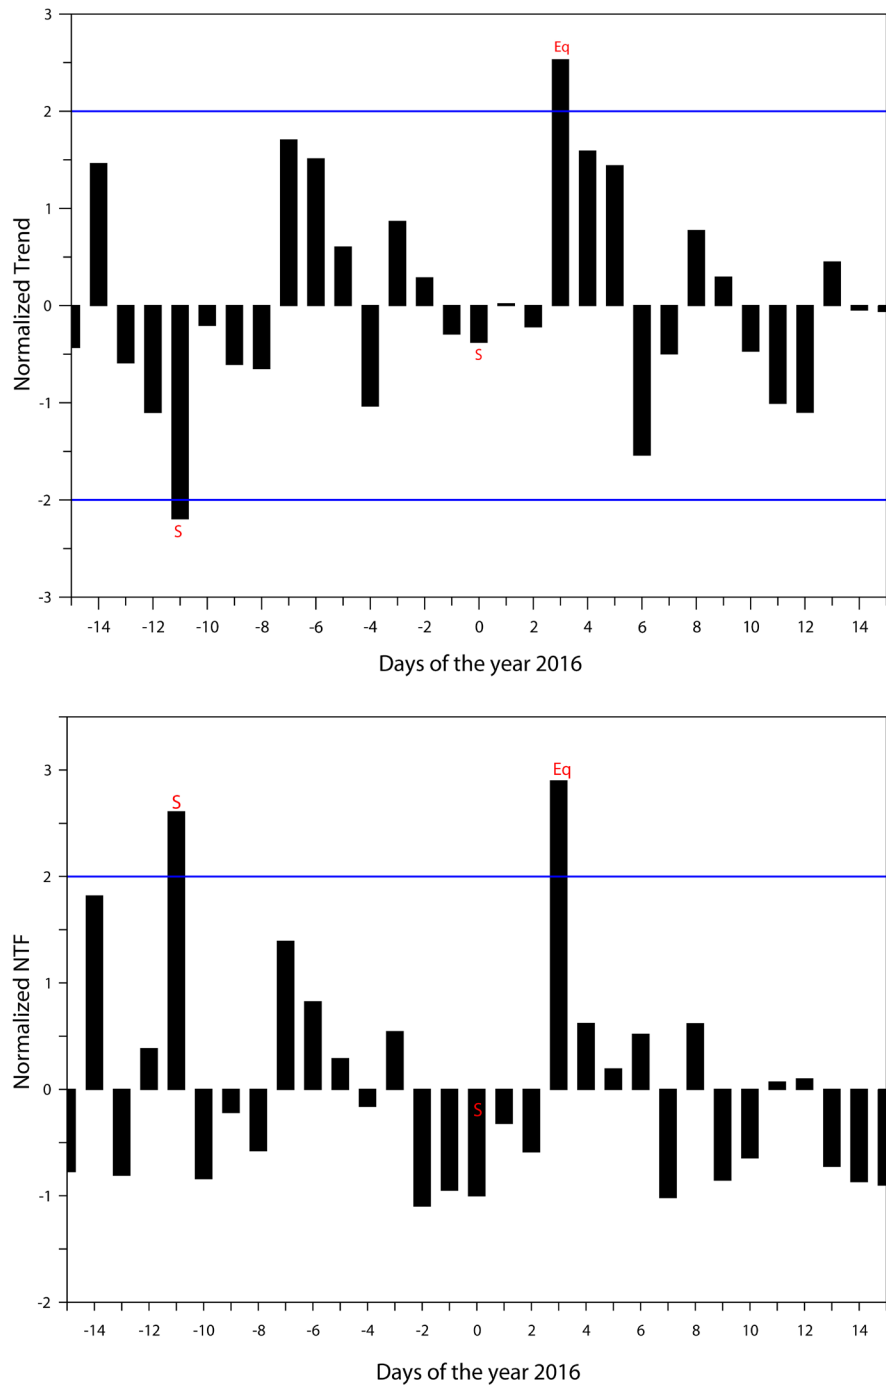 3
Eq
2
1
0
S
-1
-2
S
-3
-14 -12 -10 -8 -6 -4 -2 0 2 4 6 8 10 12 14
Normalized Trend
Days of the year 2016
3
Eq
S
2
1
0
S
-1
-2
-14 -12 -10 -8 -6 -4 -2 0 2 4 6 8 10 12 14
Normalized NTF
Days of the year 2016